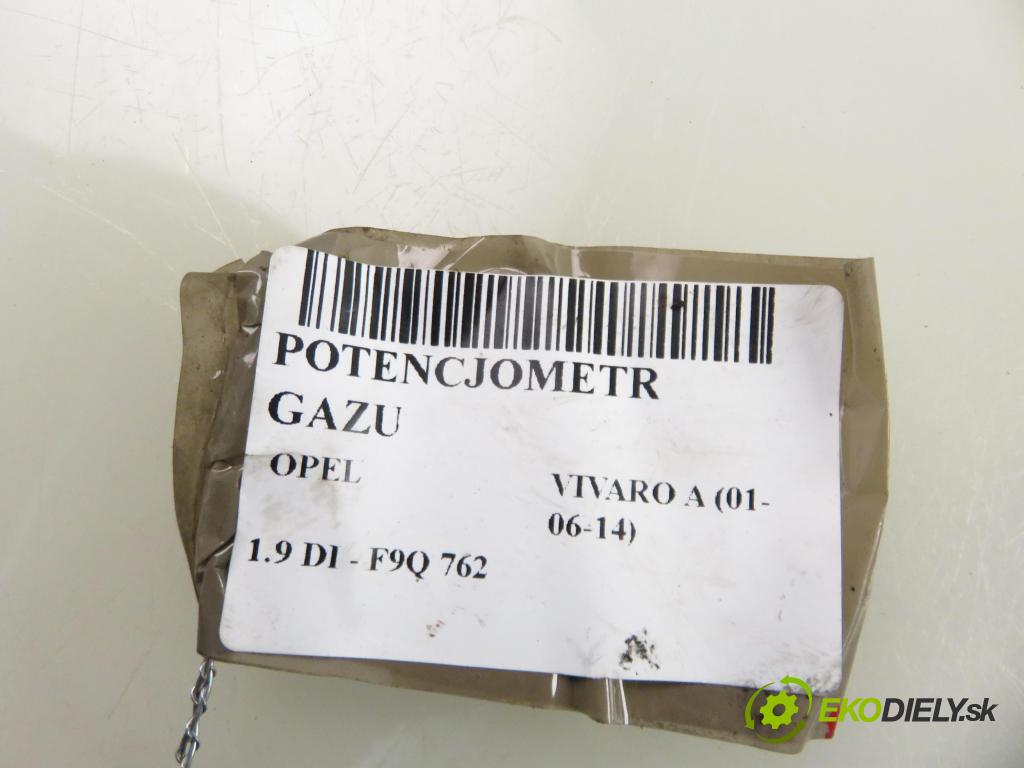 POTENCJOMETR
GAZU
OPEL
VIVARO A (01-
06-14)
1.9 DI - F9Q 762
EKODIELY.sk